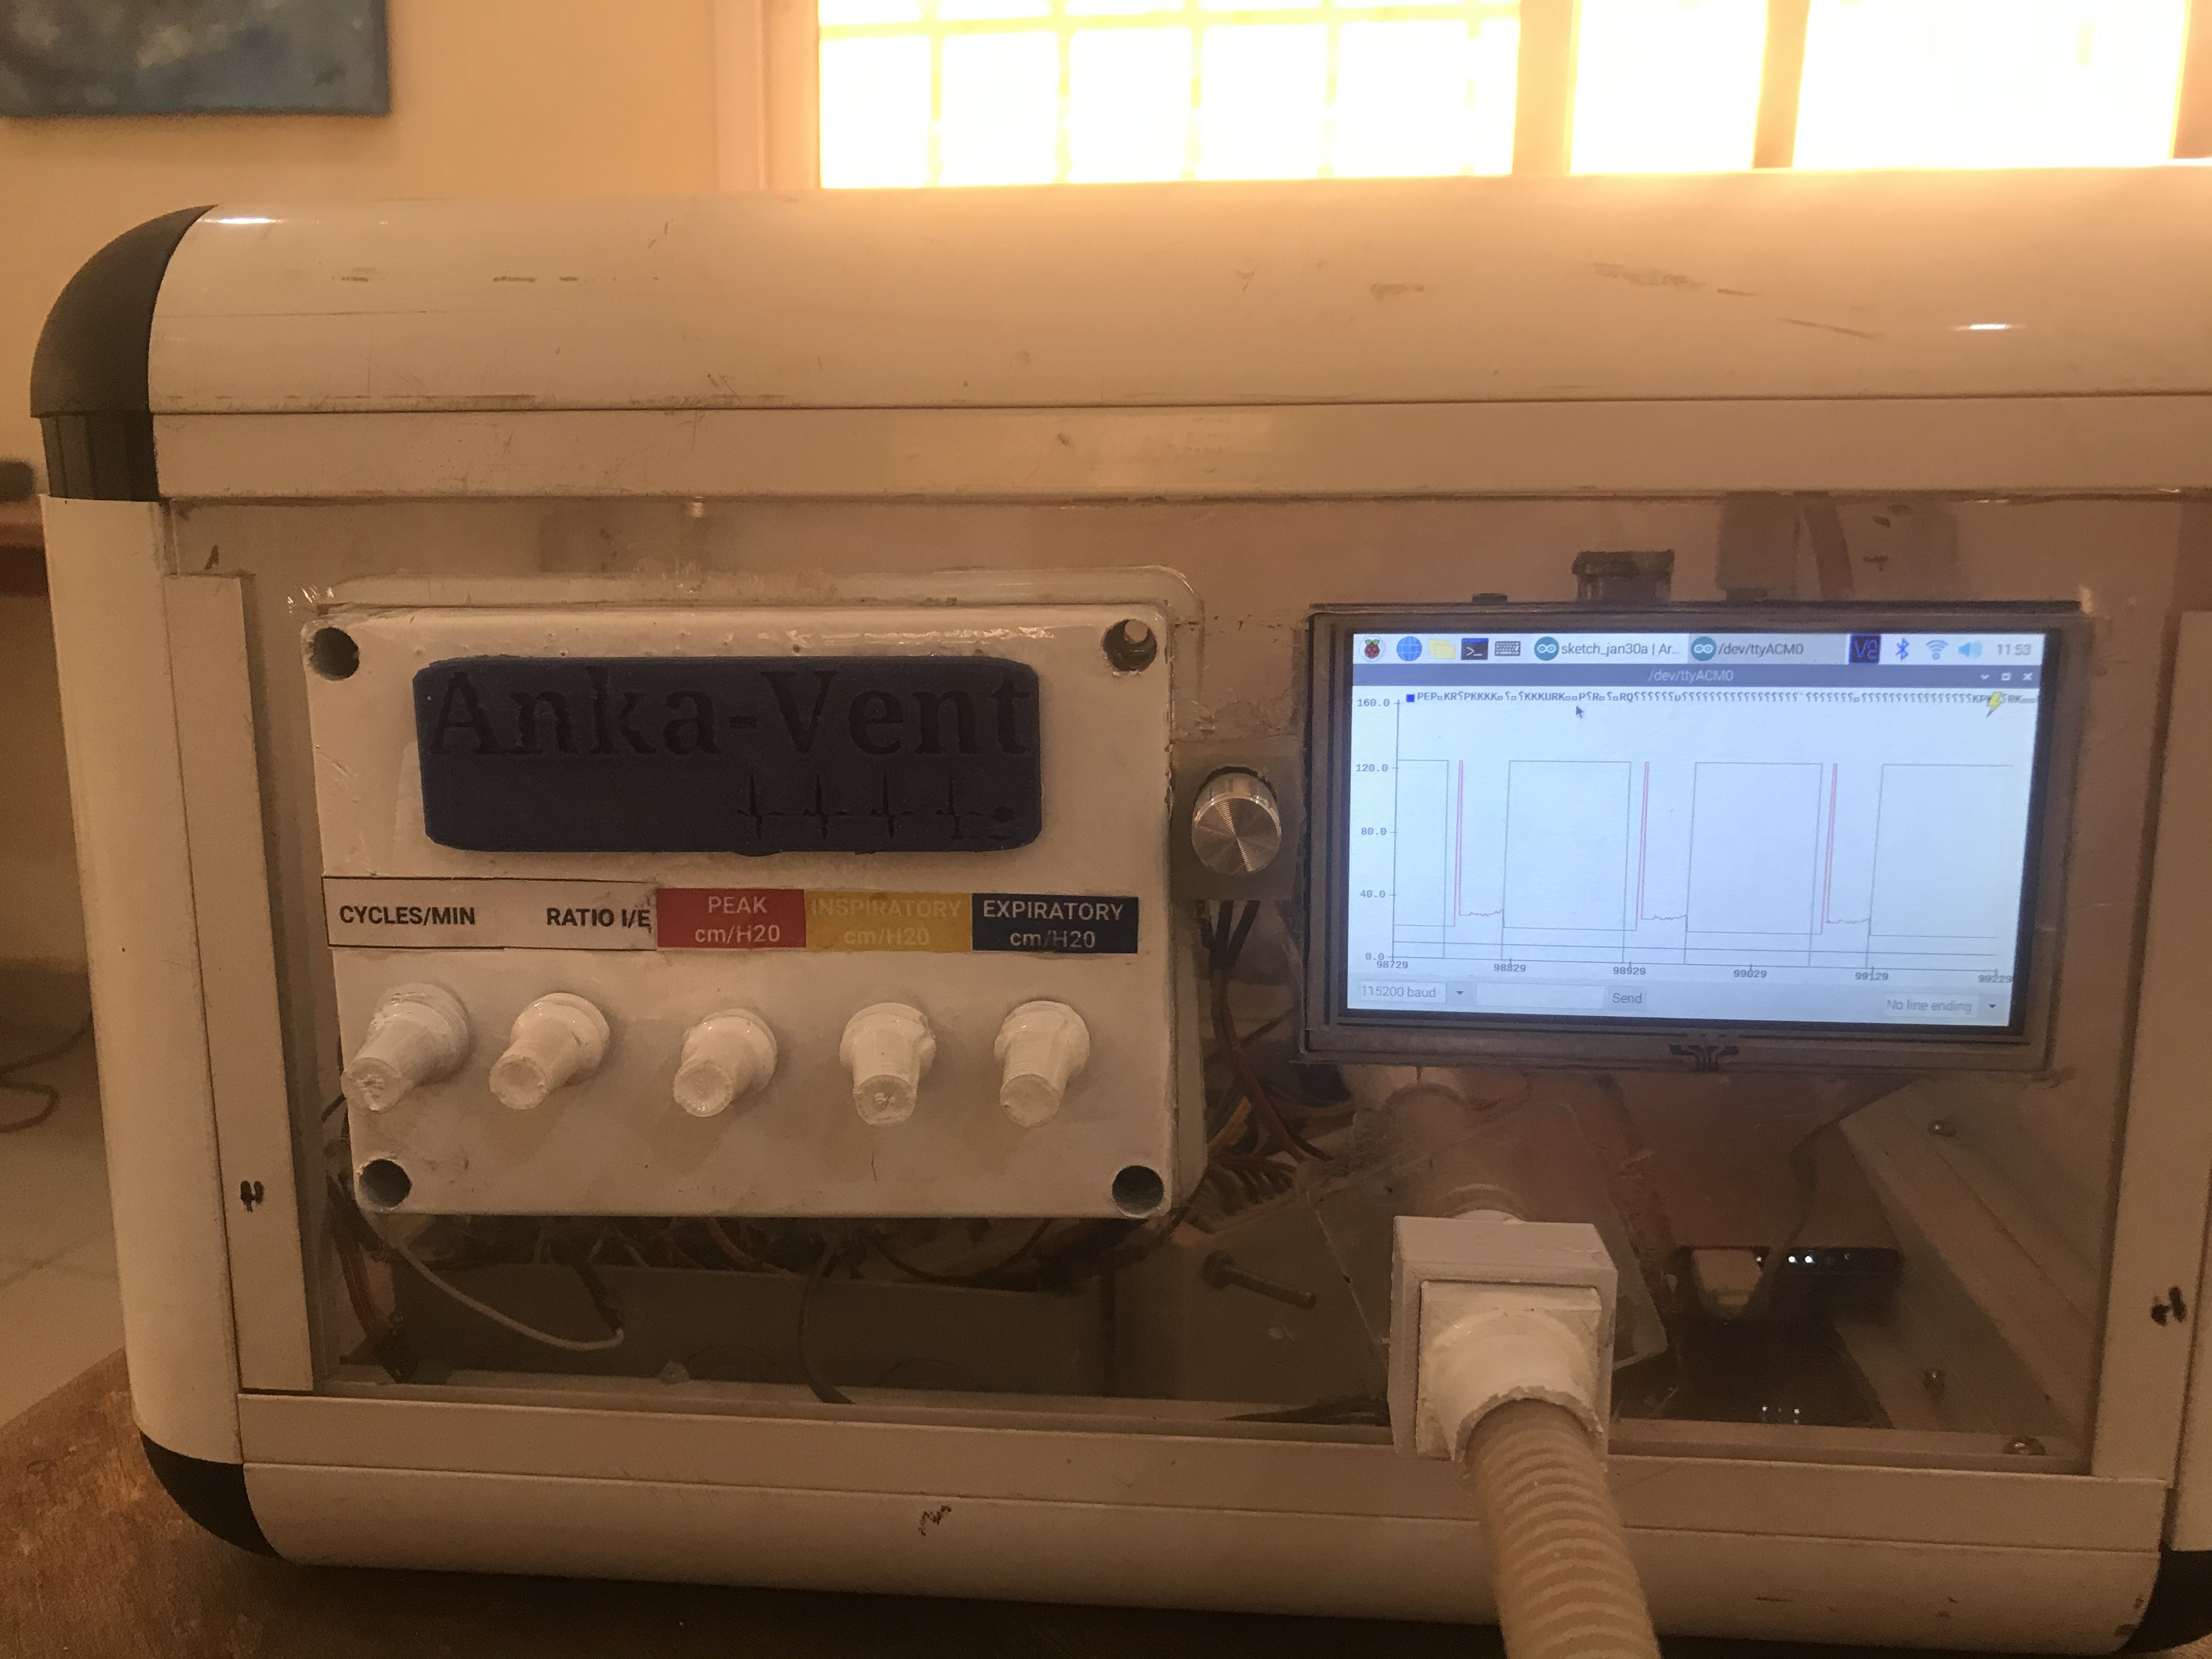 Anka-Vent
CYCLES/MIN RATIO I/E PEAK cm/H20 INSPIRATORY cm/H20 EXPIRATORY cm/H20
sketch_jan30a | Ar... /dev/ttyACM0 11:53
/dev/ttyACM0
160.0
120.0
80.0
40.0
0.0
98729 98829 98929 99029 99129 99229
115200 baud Send No line ending